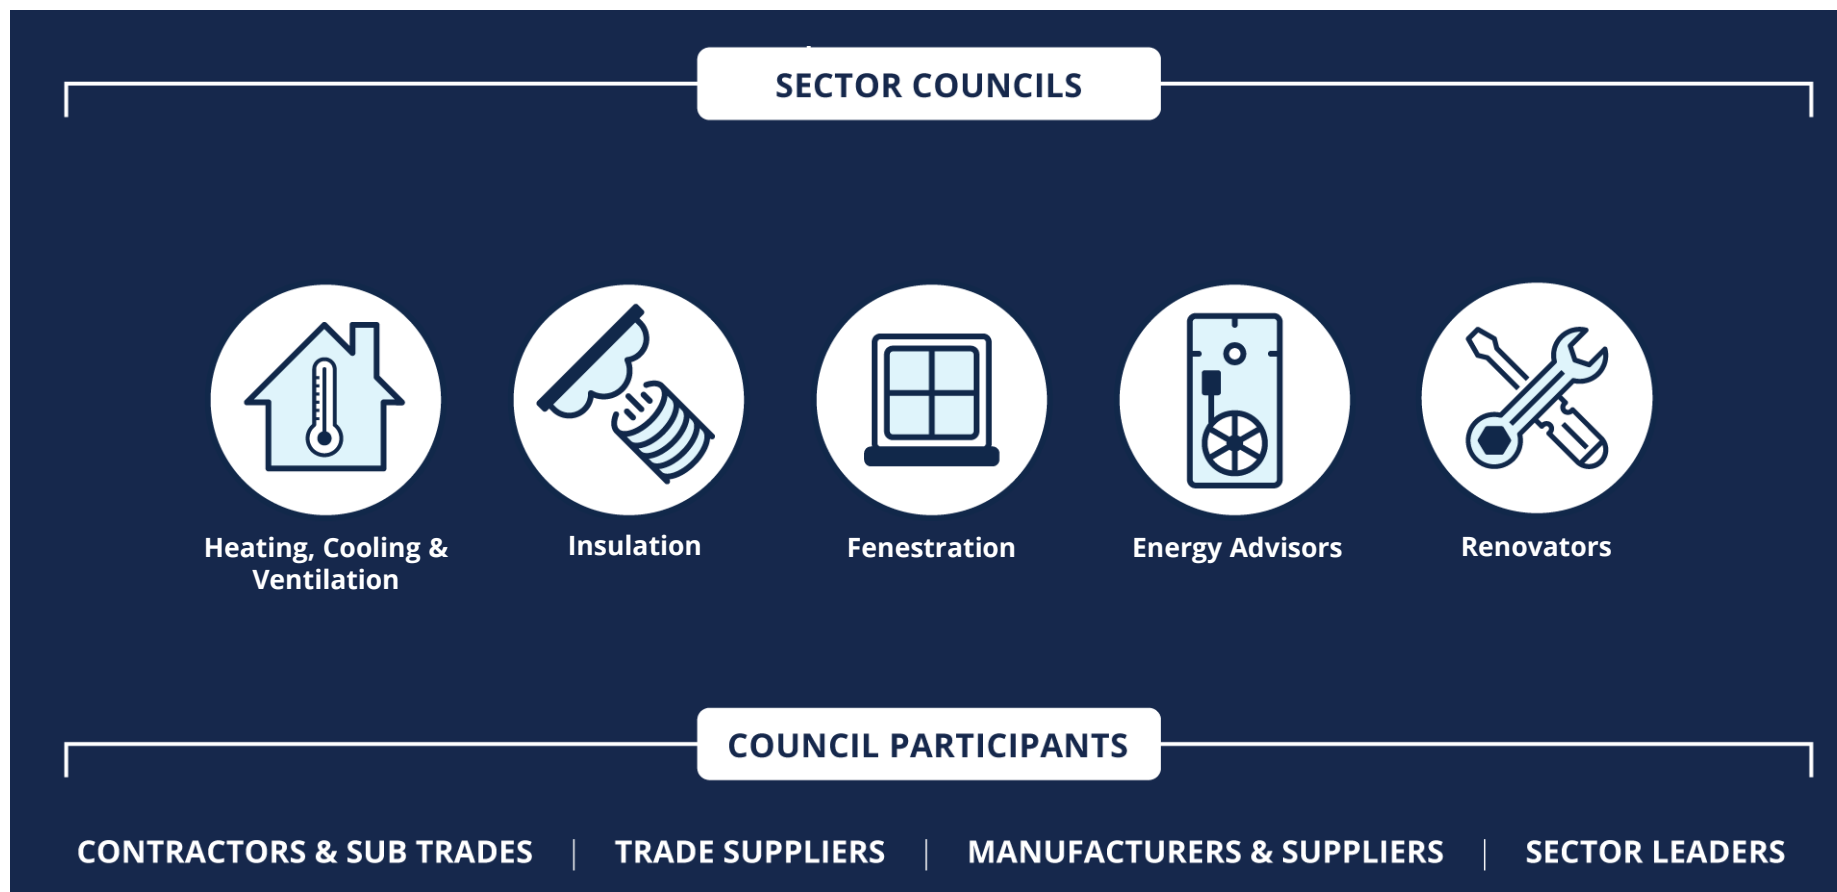 SECTOR COUNCILS
Heating, Cooling &
Ventilation
Insulation
Fenestration
Energy Advisors
Renovators
COUNCIL PARTICIPANTS
CONTRACTORS & SUB TRADES | TRADE SUPPLIERS | MANUFACTURERS & SUPPLIERS | SECTOR LEADERS